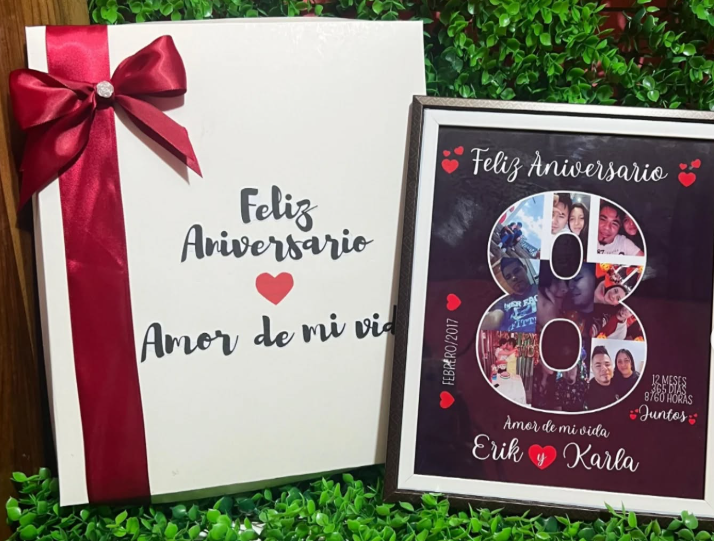 Feliz
Aniversario
Amor de mi vid
Feliz Aniversario
FEBRERO/2017
12 MESES
365 DIAS
8760 HORAS
Juntos
Amor de mi vida
Erik y Karla